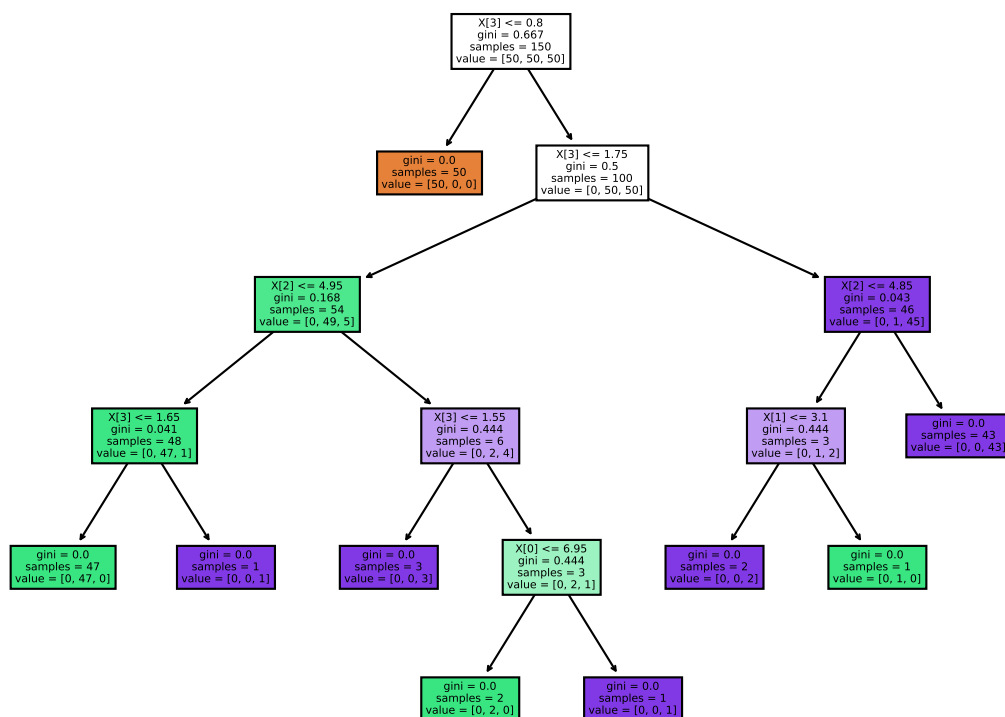 X[3] <= 0.8
gini = 0.667
samples = 150
value = [50, 50, 50]
gini = 0.0
samples = 50
value = [50, 0, 0]
X[3] <= 1.75
gini = 0.5
samples = 100
value = [0, 50, 50]
X[2] <= 4.95
gini = 0.168
samples = 54
value = [0, 49, 5]
X[2] <= 4.85
gini = 0.043
samples = 46
value = [0, 1, 45]
X[3] <= 1.65
gini = 0.041
samples = 48
value = [0, 47, 1]
X[3] <= 1.55
gini = 0.444
samples = 6
value = [0, 2, 4]
X[1] <= 3.1
gini = 0.444
samples = 3
value = [0, 1, 2]
gini = 0.0
samples = 43
value = [0, 0, 43]
gini = 0.0
samples = 47
value = [0, 47, 0]
gini = 0.0
samples = 1
value = [0, 0, 1]
gini = 0.0
samples = 3
value = [0, 0, 3]
X[0] <= 6.95
gini = 0.444
samples = 3
value = [0, 2, 1]
gini = 0.0
samples = 2
value = [0, 0, 2]
gini = 0.0
samples = 1
value = [0, 1, 0]
gini = 0.0
samples = 2
value = [0, 2, 0]
gini = 0.0
samples = 1
value = [0, 0, 1]